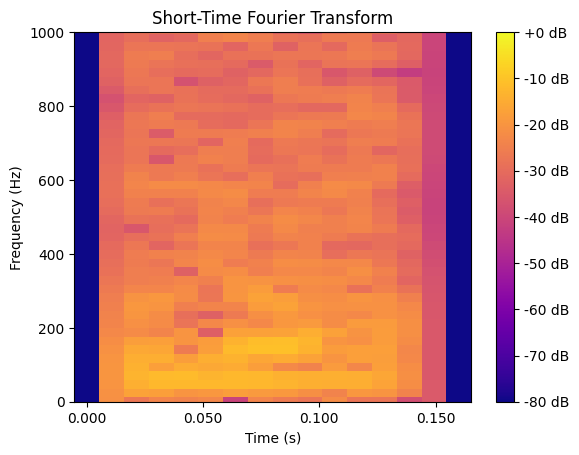 Short-Time Fourier Transform
1000
800
600
400
200
0
Frequency (Hz)
0.000
0.050
0.100
0.150
Time (s)
+0 dB
-10 dB
-20 dB
-30 dB
-40 dB
-50 dB
-60 dB
-70 dB
-80 dB